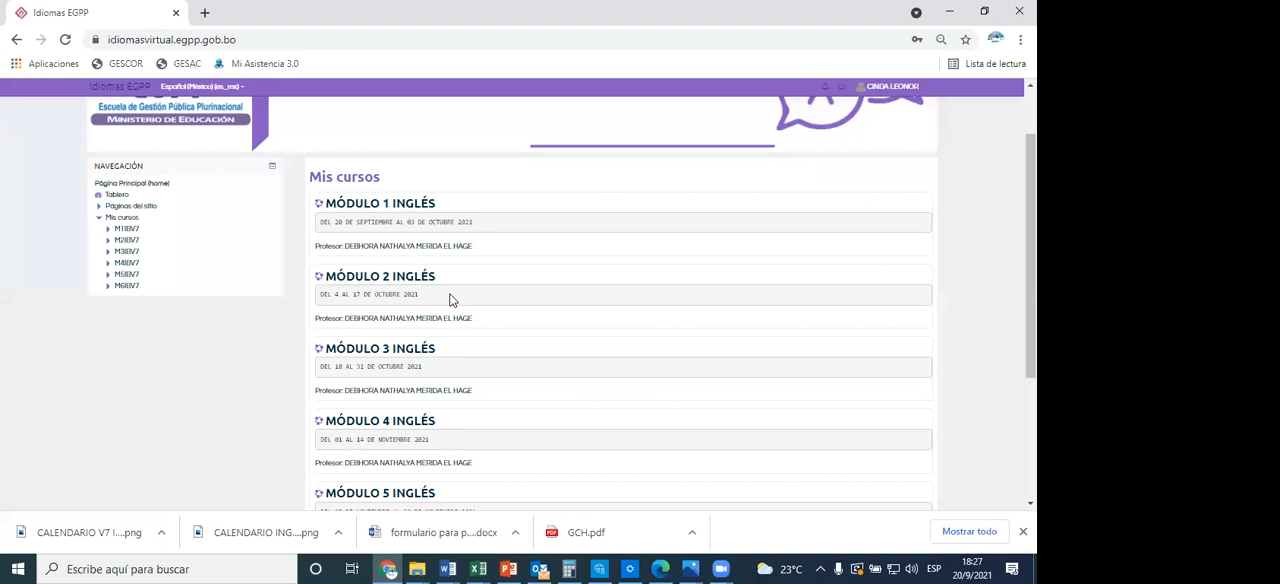 Idiomas EGPP
idiomasvirtual.egpp.gob.bo
Aplicaciones
GESCOR
GESAC
Mi Asistencia 3.0
Lista de lectura
Idiomas EGPP
Español (México) (es_mx)
CINDA LEONOR
Escuela de Gestión Pública Plurinacional
MINISTERIO DE EDUCACIÓN
NAVEGACIÓN
Página Principal (home)
Tablero
Páginas del sitio
Mis cursos
M1IBV7
M2IBV7
M3IBV7
M4IBV7
M5IBV7
M6IBV7
Mis cursos
MÓDULO 1 INGLÉS
DEL 20 DE SEPTIEMBRE AL 03 DE OCTUBRE 2021
Profesor: DEBHORA NATHALYA MERIDA EL HAGE
MÓDULO 2 INGLÉS
DEL 4 AL 17 DE OCTUBRE 2021
Profesor: DEBHORA NATHALYA MERIDA EL HAGE
MÓDULO 3 INGLÉS
DEL 18 AL 31 DE OCTUBRE 2021
Profesor: DEBHORA NATHALYA MERIDA EL HAGE
MÓDULO 4 INGLÉS
DEL 01 AL 14 DE NOVIEMBRE 2021
Profesor: DEBHORA NATHALYA MERIDA EL HAGE
MÓDULO 5 INGLÉS
CALENDARIO V7 I....png
CALENDARIO ING....png
formulario para p....docx
GCH.pdf
Mostrar todo
Escribe aquí para buscar
23°C
ESP
18:27
20/9/2021